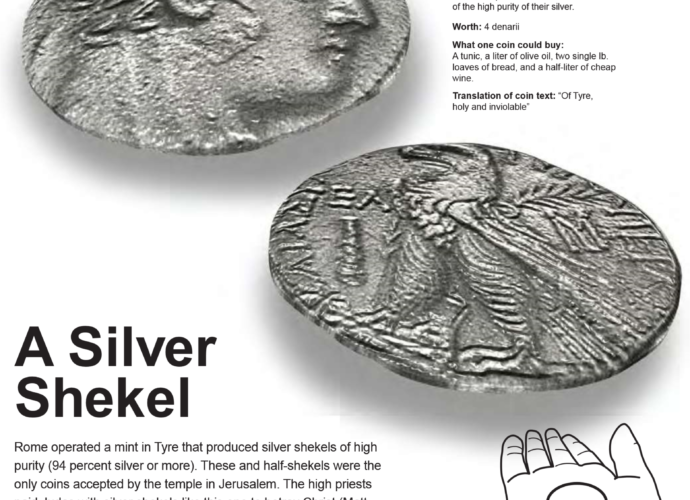 of the high purity of their silver.
Worth: 4 denarii
What one coin could buy:
A tunic, a liter of olive oil, two single lb.
loaves of bread, and a half-liter of cheap
wine.
Translation of coin text: “Of Tyre,
holy and inviolable”
A Silver
Shekel
Rome operated a mint in Tyre that produced silver shekels of high
purity (94 percent silver or more). These and half-shekels were the
only coins accepted by the temple in Jerusalem. The high priests